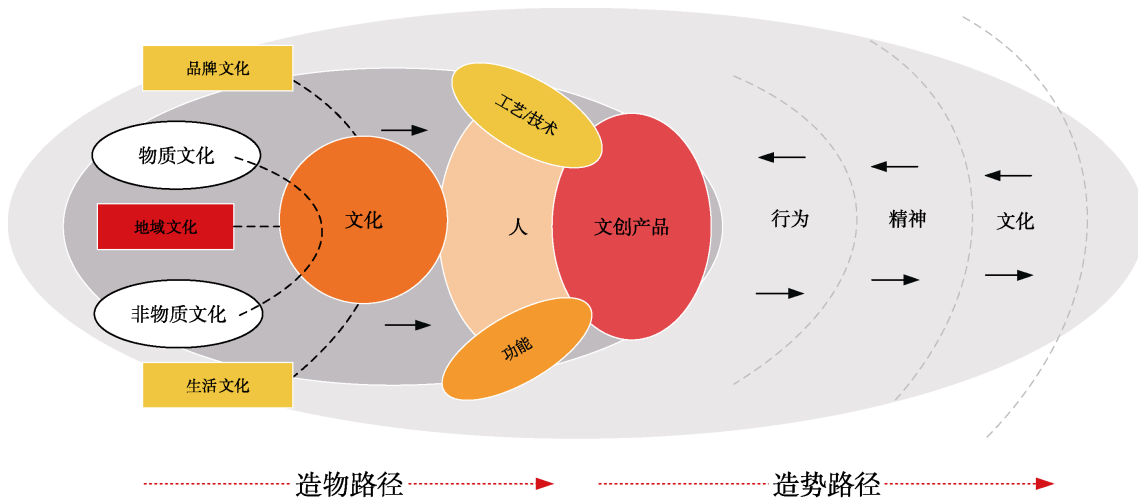 品牌文化
物质文化
地域文化
非物质文化
生活文化
文化
工艺/技术
人
功能
文创产品
行为
精神
文化
造物路径
造势路径